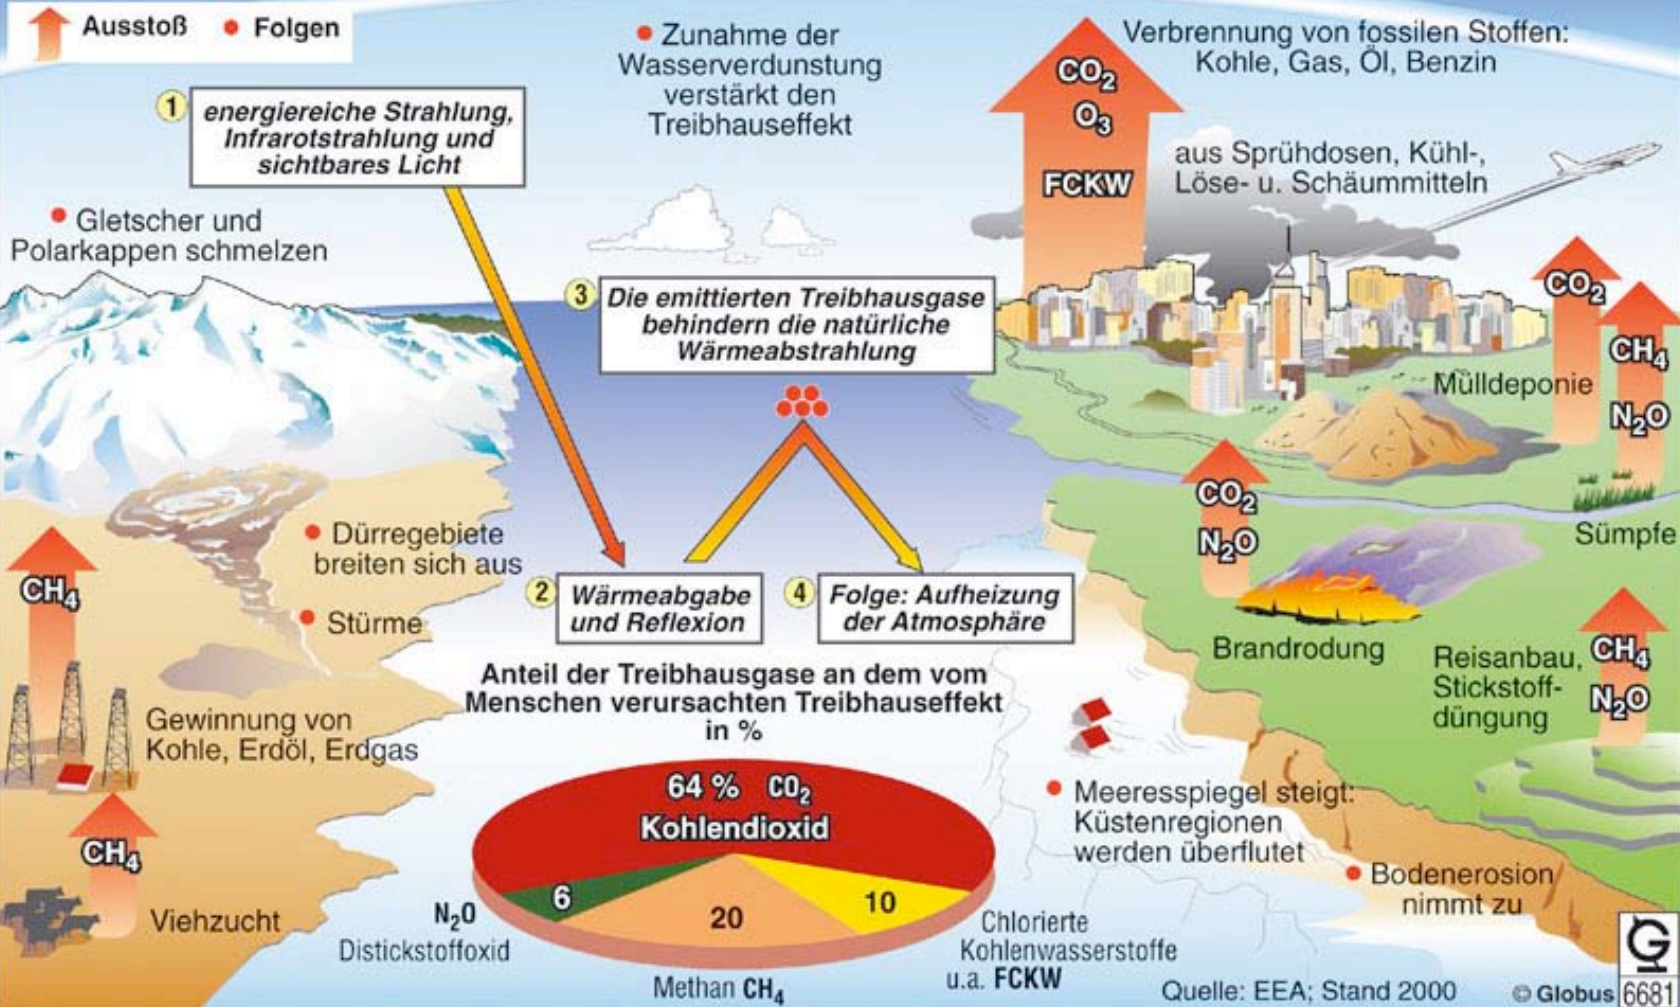 Ausstoß
Folgen
Zunahme der
Wasserverdunstung
verstärkt den
Treibhauseffekt
Verbrennung von fossilen Stoffen:
Kohle, Gas, Öl, Benzin
CO₂
O₃
FCKW
aus Sprühdosen, Kühl-,
Löse- u. Schäummitteln
1
energiereiche Strahlung,
Infrarotstrahlung und
sichtbares Licht
Gletscher und
Polarkappen schmelzen
3
Die emittierten Treibhausgase
behindern die natürliche
Wärmeabstrahlung
CO₂
CH₄
N₂O
Mülldeponie
Sümpfe
CO₂
N₂O
Brandrodung
Dürregebiete
breiten sich aus
Stürme
CH₄
2
Wärmeabgabe
und Reflexion
4
Folge: Aufheizung
der Atmosphäre
Reisanbau,
Stickstoff-
düngung
CH₄
N₂O
Gewinnung von
Kohle, Erdöl, Erdgas
CH₄
Viehzucht
Anteil der Treibhausgase an dem vom
Menschen verursachten Treibhauseffekt
in %
64 % CO₂
Kohlendioxid
6
20
10
N₂O
Distickstoffoxid
Methan CH₄
Chlorierte
Kohlenwasserstoffe
u.a. FCKW
Meeresspiegel steigt:
Küstenregionen
werden überflutet
Bodenerosion
nimmt zu
Quelle: EEA; Stand 2000
© Globus
6681